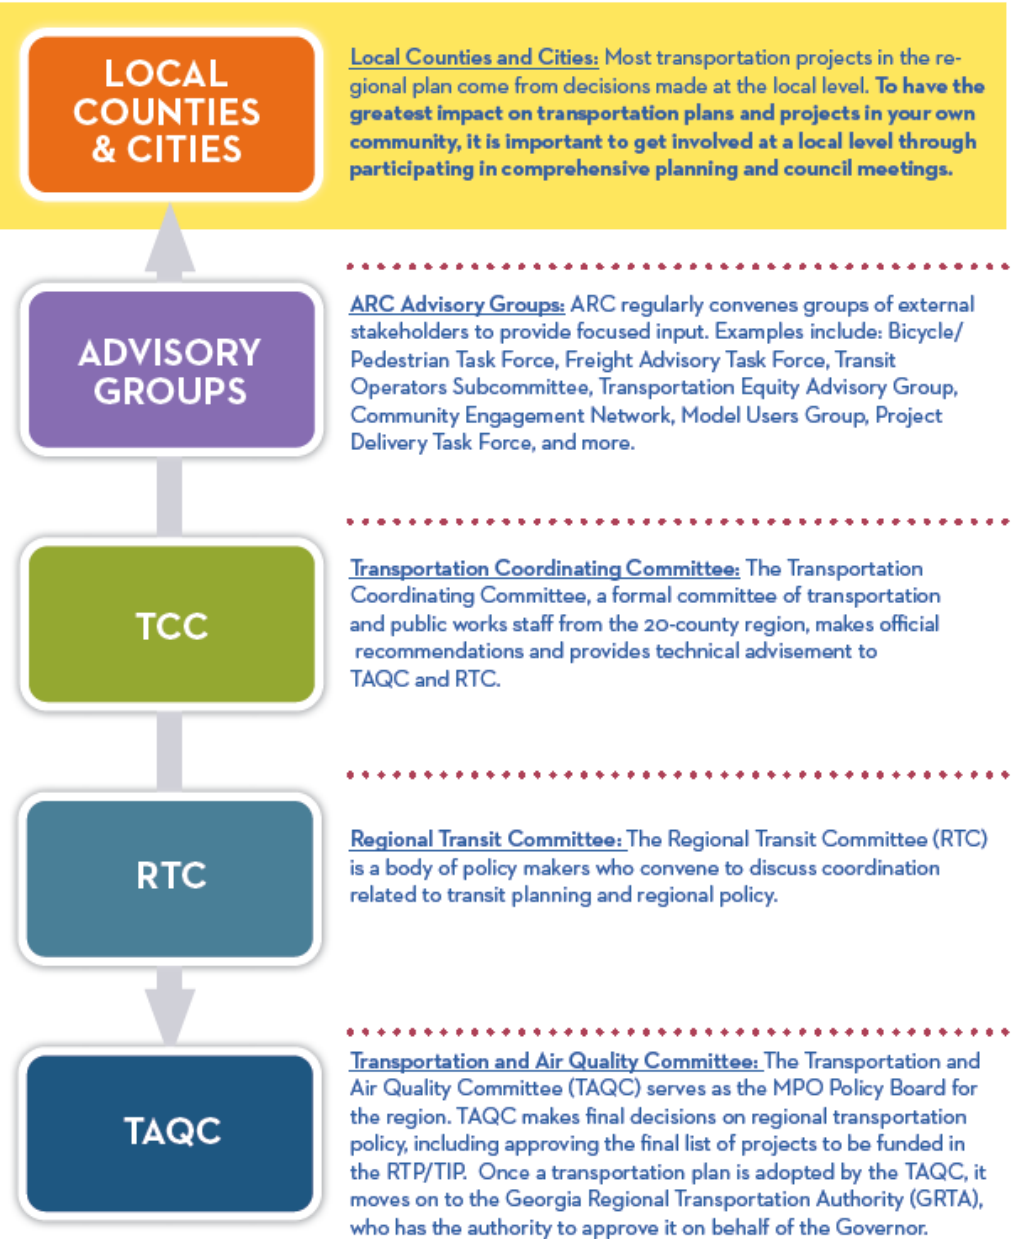 LOCAL
COUNTIES
& CITIES
Local Counties and Cities: Most transportation projects in the re-
gional plan come from decisions made at the local level. To have the
greatest impact on transportation plans and projects in your own
community, it is important to get involved at a local level through
participating in comprehensive planning and council meetings.
ADVISORY
GROUPS
ARC Advisory Groups: ARC regularly convenes groups of external
stakeholders to provide focused input. Examples include: Bicycle/
Pedestrian Task Force, Freight Advisory Task Force, Transit
Operators Subcommittee, Transportation Equity Advisory Group,
Community Engagement Network, Model Users Group, Project
Delivery Task Force, and more.
TCC
Transportation Coordinating Committee: The Transportation
Coordinating Committee, a formal committee of transportation
and public works staff from the 20-county region, makes official
recommendations and provides technical advisement to
TAQC and RTC.
RTC
Regional Transit Committee: The Regional Transit Committee (RTC)
is a body of policy makers who convene to discuss coordination
related to transit planning and regional policy.
TAQC
Transportation and Air Quality Committee: The Transportation and
Air Quality Committee (TAQC) serves as the MPO Policy Board for
the region. TAQC makes final decisions on regional transportation
policy, including approving the final list of projects to be funded in
the RTP/TIP. Once a transportation plan is adopted by the TAQC, it
moves on to the Georgia Regional Transportation Authority (GRTA),
who has the authority to approve it on behalf of the Governor.